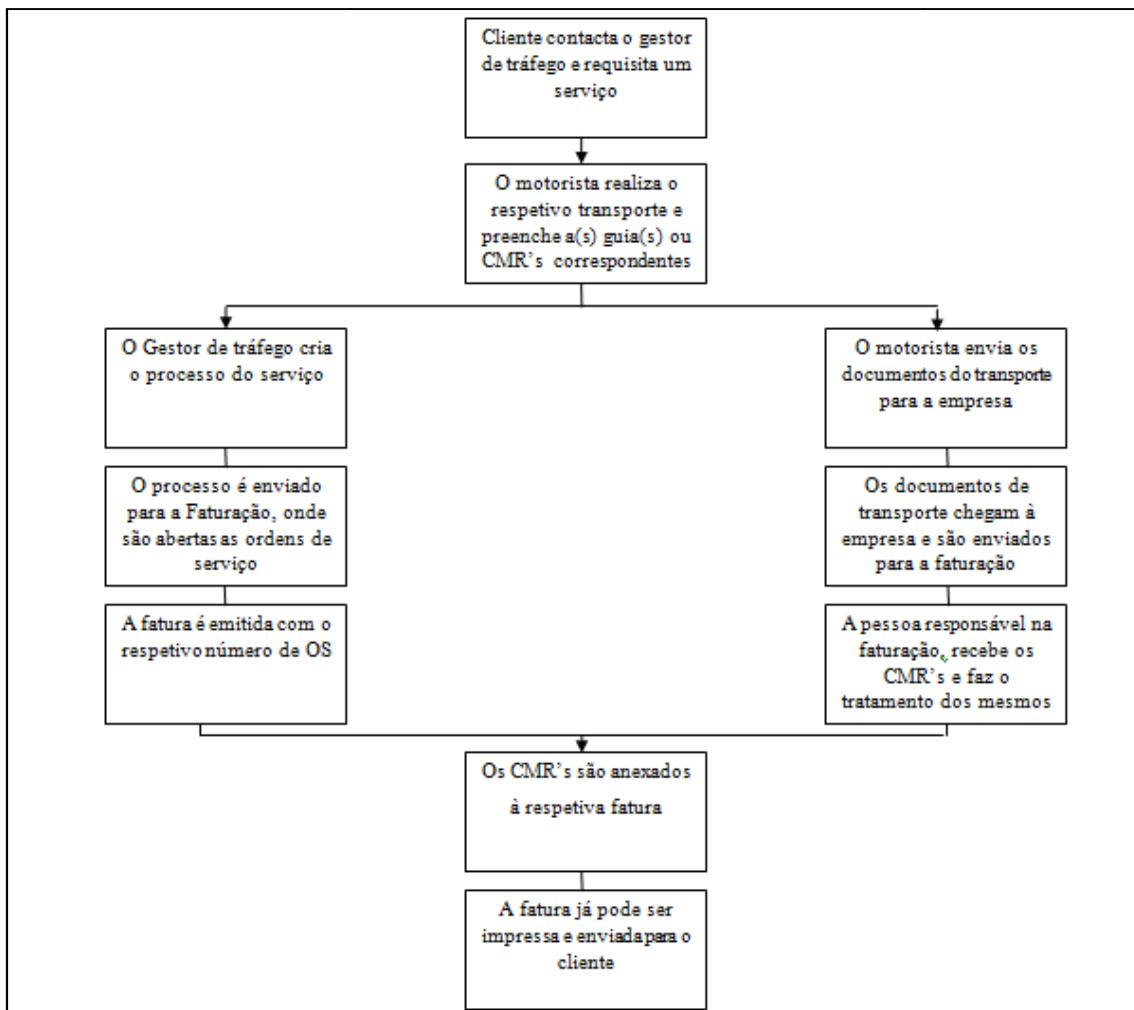 Cliente contacta o gestor
de tráfego e requisita um
serviço
O motorista realiza o
respetivo transporte e
preenche a(s) guia(s) ou
CMR's correspondentes
O Gestor de tráfego cria
o processo do serviço
O processo é enviado
para a Faturação, onde
são abertas as ordens de
serviço
A fatura é emitida com o
respetivo número de OS
O motorista envia os
documentos do transporte
para a empresa
Os documentos de
transporte chegam à
empresa e são enviados
para a faturação
A pessoa responsável na
faturação, recebe os
CMR's e faz o
tratamento dos mesmos
Os CMR's são anexados
à respetiva fatura
A fatura já pode ser
impressa e enviada para o
cliente